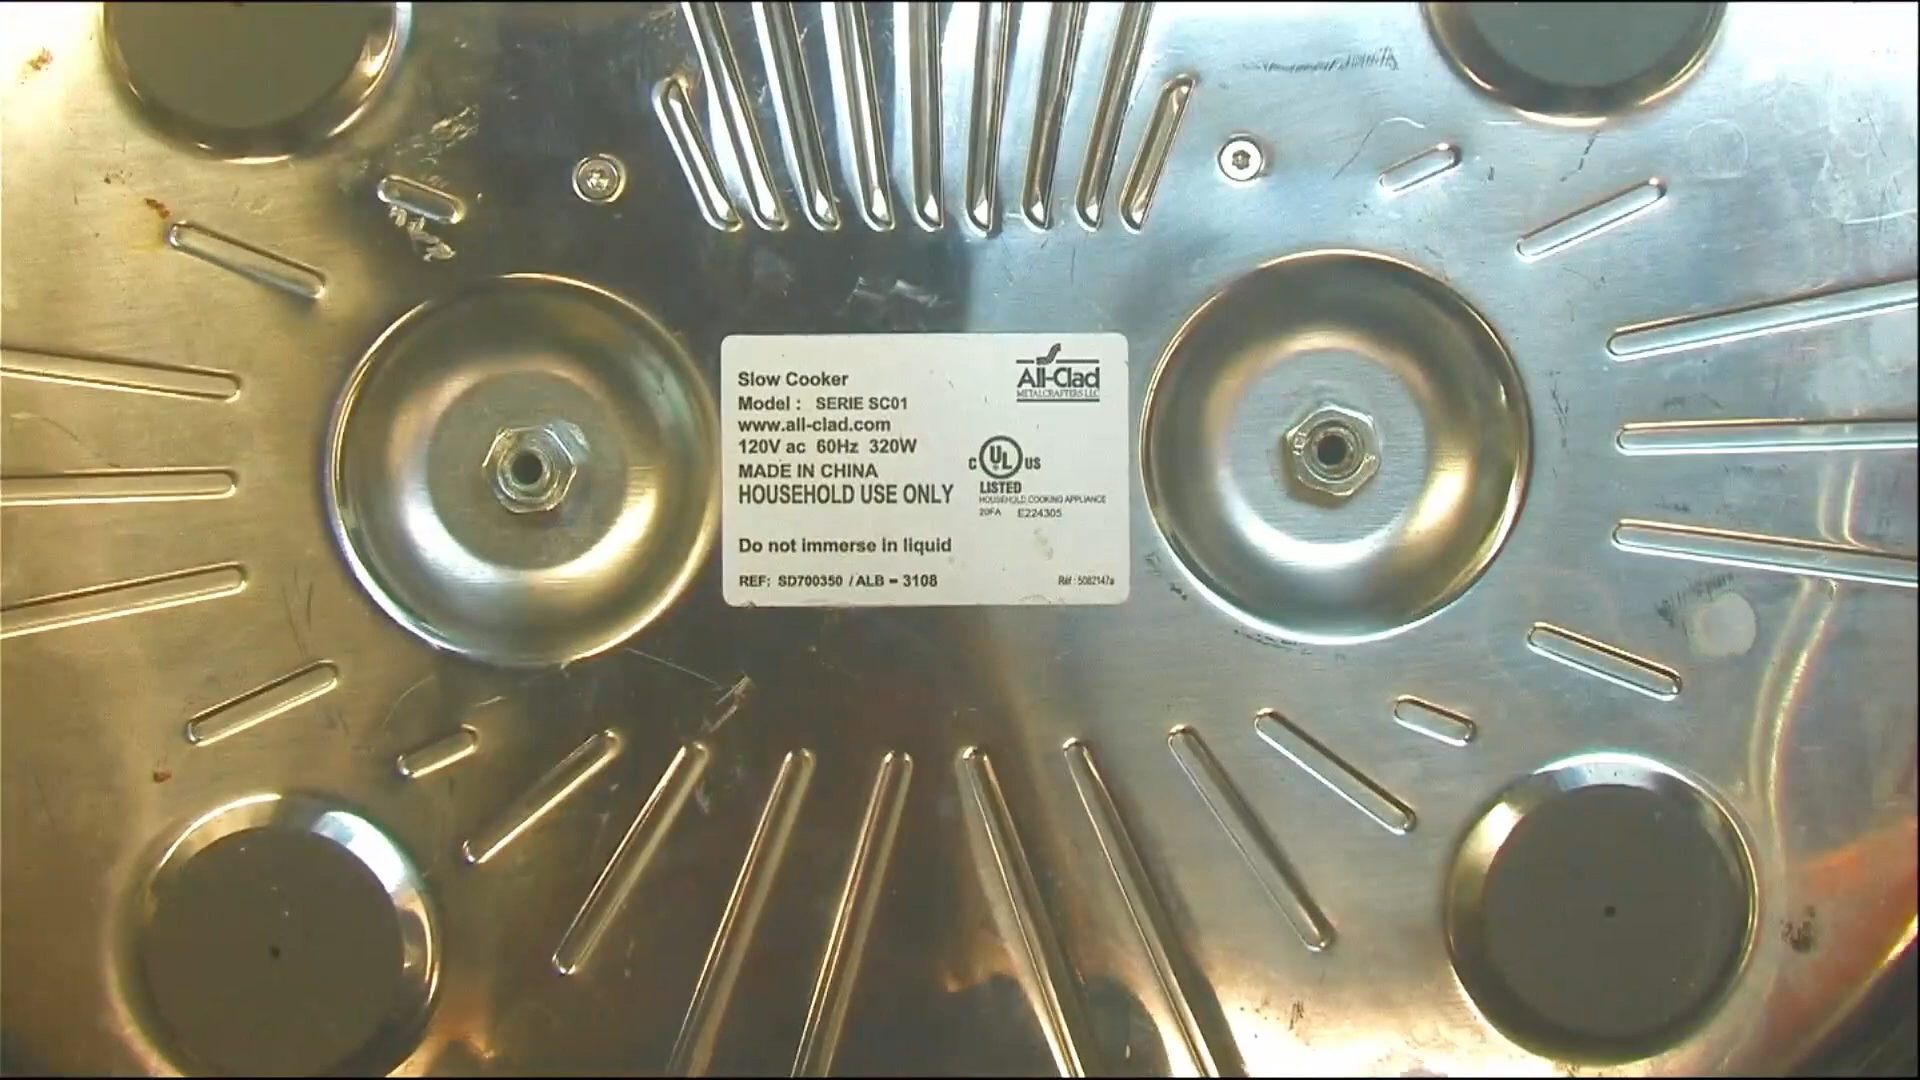 Slow Cooker
Model : SERIE SC01
www.all-clad.com
120V ac 60Hz 320W
MADE IN CHINA
HOUSEHOLD USE ONLY
Do not immerse in liquid
REF: SD700350 / ALB - 3108
All-Clad
METALCRAFTERS LLC
C UL US
LISTED
HOUSEHOLD COOKING APPLIANCE
20FA E224305
Réf : 5082147a